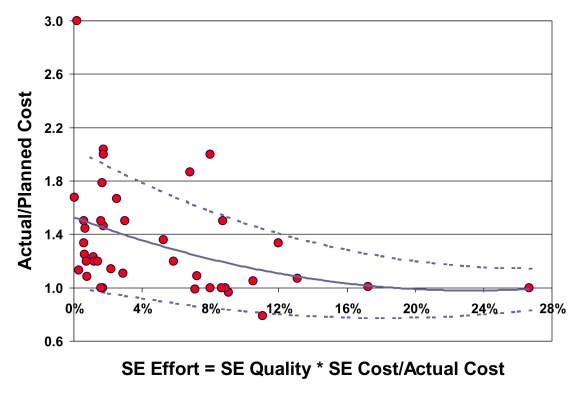 3.0
2.6
2.2
1.8
1.4
1.0
0.6
Actual/Planned Cost
0% 4% 8% 12% 16% 20% 24% 28%
SE Effort = SE Quality * SE Cost/Actual Cost